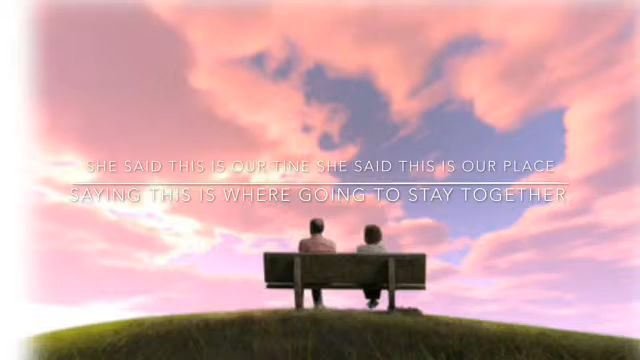 SHE SAID THIS IS OUR TINE SHE SAID THIS IS OUR PLACE
SAYING THIS IS WHERE GOING TO STAY TOGETHER